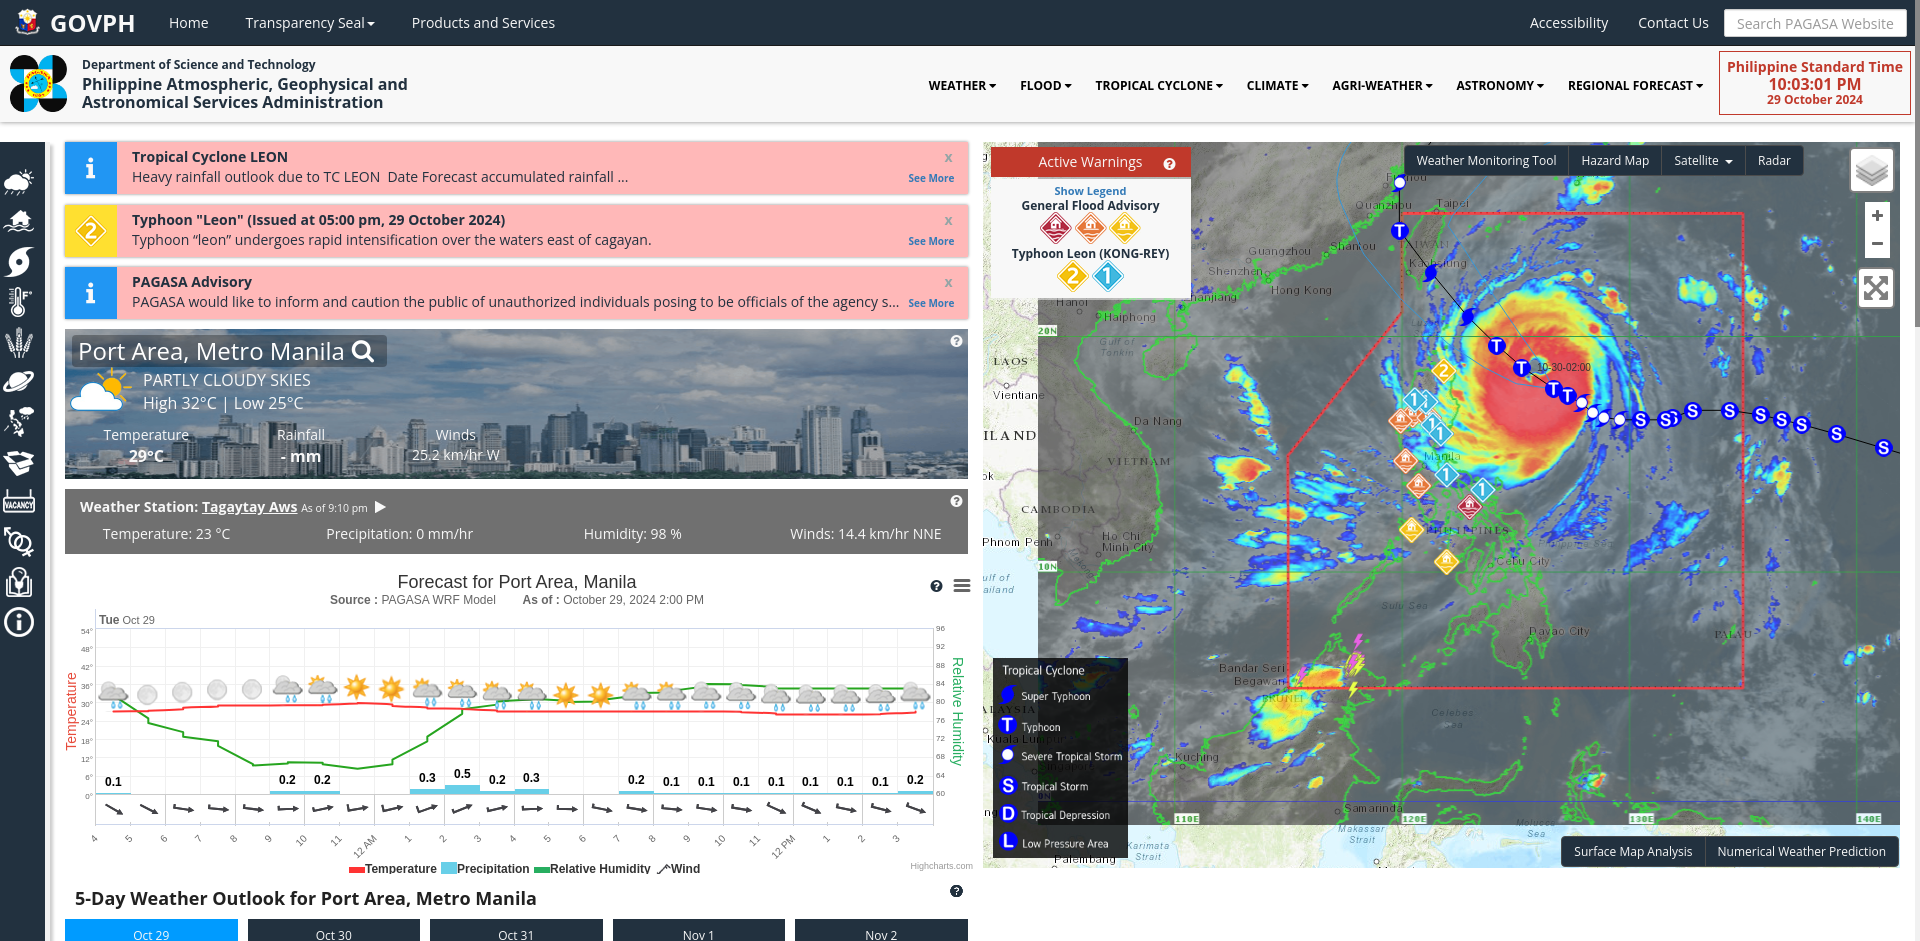 GOVPH
Home
Transparency Seal
Products and Services
Accessibility
Contact Us
Search PAGASA Website
Department of Science and Technology
Philippine Atmospheric, Geophysical and
Astronomical Services Administration
WEATHER
FLOOD
TROPICAL CYCLONE
CLIMATE
AGRI-WEATHER
ASTRONOMY
REGIONAL FORECAST
Philippine Standard Time
10:03:01 PM
29 October 2024
VACANCY
Tropical Cyclone LEON
x
Heavy rainfall outlook due to TC LEON Date Forecast accumulated rainfall ...
See More
2
Typhoon "Leon" (Issued at 05:00 pm, 29 October 2024)
x
Typhoon “leon” undergoes rapid intensification over the waters east of cagayan.
See More
PAGASA Advisory
x
PAGASA would like to inform and caution the public of unauthorized individuals posing to be officials of the agency s...
See More
Port Area, Metro Manila
PARTLY CLOUDY SKIES
High 32°C | Low 25°C
Temperature
29°C
Rainfall
- mm
Winds
25.2 km/hr W
Weather Station: Tagaytay Aws As of 9:10 pm
Temperature: 23 °C
Precipitation: 0 mm/hr
Humidity: 98 %
Winds: 14.4 km/hr NNE
Forecast for Port Area, Manila
Source : PAGASA WRF Model As of : October 29, 2024 2:00 PM
Tue Oct 29
Temperature
54°
48°
42°
36°
30°
24°
18°
12°
6°
0°
96
92
88
84
80
76
72
68
64
60
Relative Humidity
0.1 0.2 0.2 0.3 0.5 0.2 0.3 0.2 0.1 0.1 0.1 0.1 0.1 0.1 0.1 0.2
4 5 6 7 8 9 10 11 12 AM 1 2 3 4 5 6 7 8 9 10 11 12 PM 1 2 3
Temperature Precipitation Relative Humidity Wind
Highcharts.com
5-Day Weather Outlook for Port Area, Metro Manila
Oct 29
Oct 30
Oct 31
Nov 1
Nov 2
Active Warnings
Show Legend
General Flood Advisory
Typhoon Leon (KONG-REY)
2 1
Weather Monitoring Tool
Hazard Map
Satellite
Radar
+
−
Quanzhou
Taipei
TAIWAN
Guangzhou
Shantou
Kaohsiung
Shenzhen
Hong Kong
Hanoi
Haiphong
20N
Gulf of
Tonkin
LAOS
Vientiane
10-30-02:00
Da Nang
VIETNAM
Manila
CAMBODIA
PHILIPPINES
Phnom Penh
Ho Chi
Minh City
10N
Cebu City
Sulu Sea
Davao City
PALAU
Bandar Seri
Begawan
BRUNEI
Celebes
Kuala Lumpur
Kuching
Samarinda
110E
120E
130E
140E
Makassar
Strait
Molucca
Sea
Karimata
Strait
Palembang
Tropical Cyclone
Super Typhoon
T Typhoon
Severe Tropical Storm
S Tropical Storm
D Tropical Depression
L Low Pressure Area
Surface Map Analysis
Numerical Weather Prediction